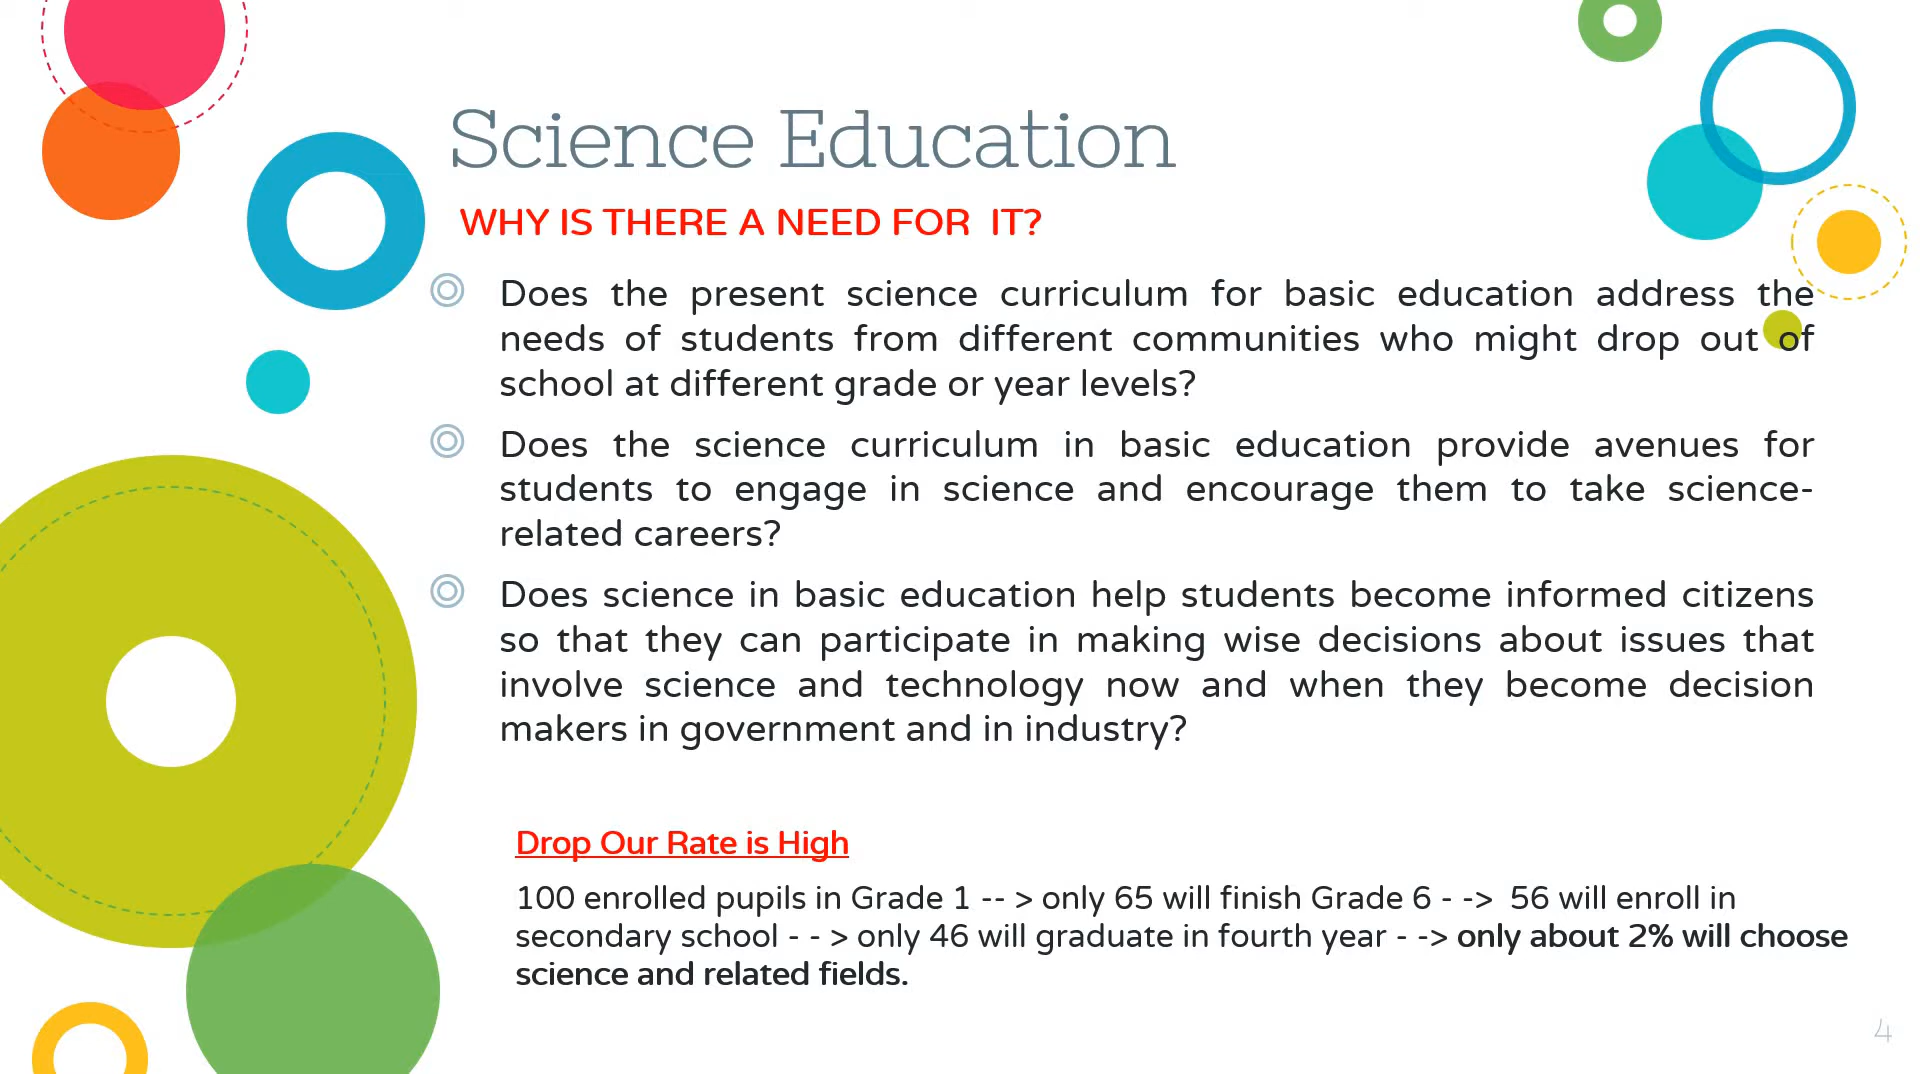 Science Education
WHY IS THERE A NEED FOR  IT?
Does the present science curriculum for basic education address the
needs of students from different communities who might drop out of
school at different grade or year levels?
Does the science curriculum in basic education provide avenues for
students to engage in science and encourage them to take science-
related careers?
Does science in basic education help students become informed citizens
so that they can participate in making wise decisions about issues that
involve science and technology now and when they become decision
makers in government and in industry?
Drop Our Rate is High
100 enrolled pupils in Grade 1 -- > only 65 will finish Grade 6 - ->  56 will enroll in
secondary school - - > only 46 will graduate in fourth year - -> only about 2% will choose
science and related fields.
4